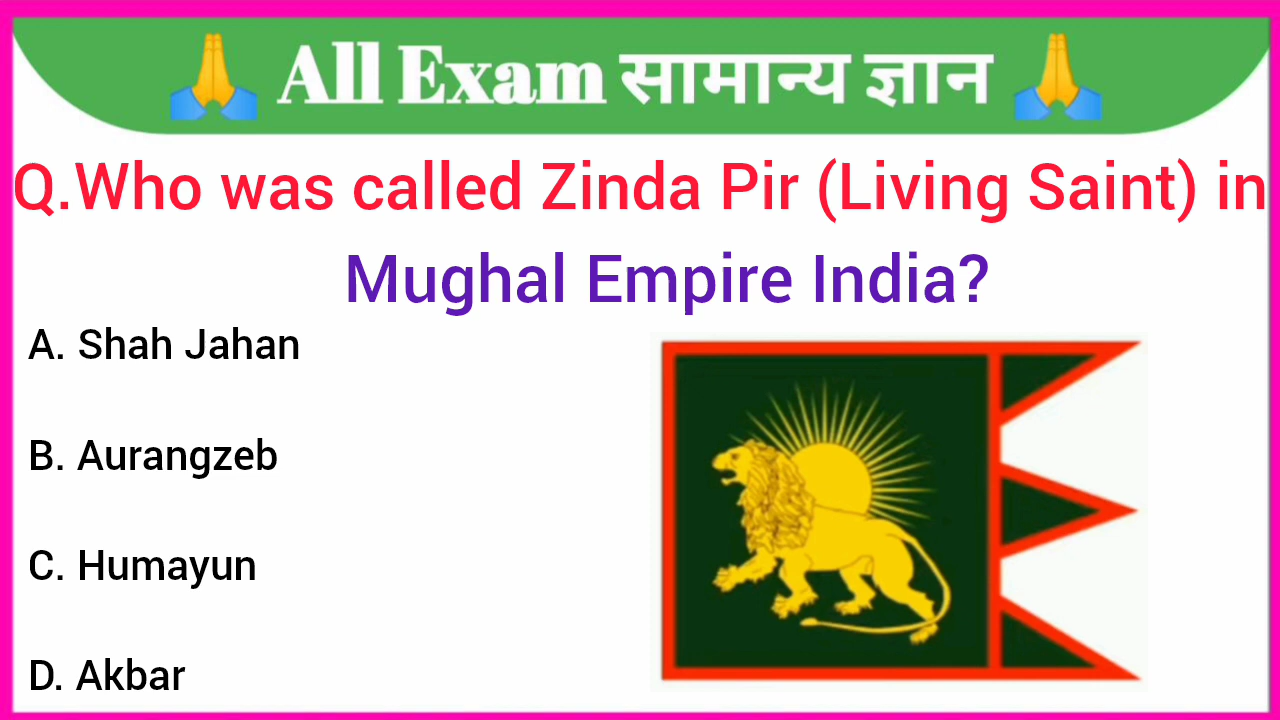 🙏 All Exam सामान्य ज्ञान 🙏
Q.Who was called Zinda Pir (Living Saint) in
Mughal Empire India?
A. Shah Jahan
B. Aurangzeb
C. Humayun
D. Akbar